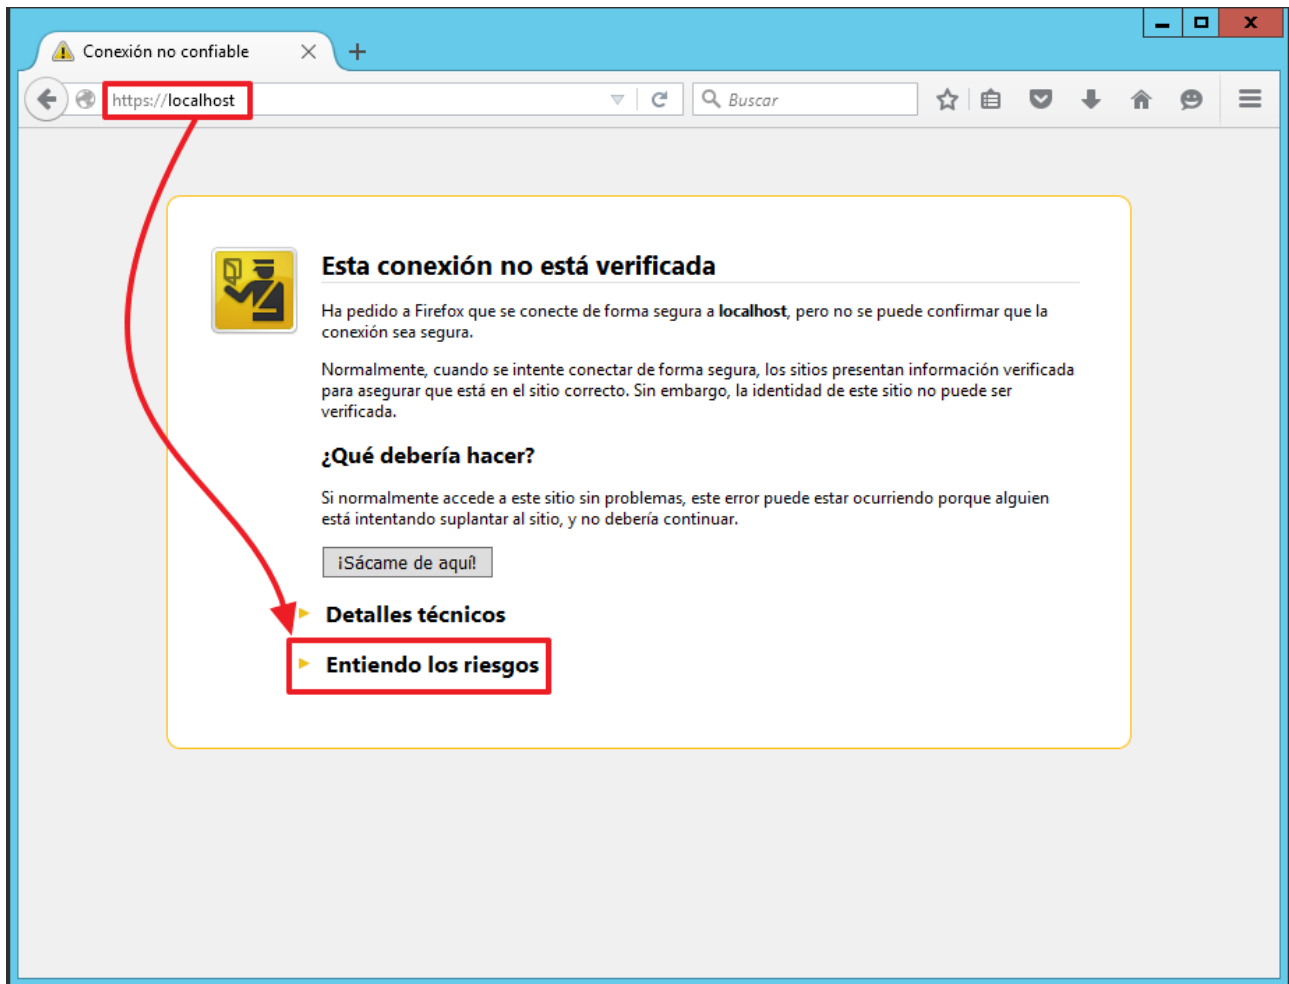 Conexión no confiable
https://localhost
Buscar
Esta conexión no está verificada
Ha pedido a Firefox que se conecte de forma segura a localhost, pero no se puede confirmar que la
conexión sea segura.
Normalmente, cuando se intente conectar de forma segura, los sitios presentan información verificada
para asegurar que está en el sitio correcto. Sin embargo, la identidad de este sitio no puede ser
verificada.
¿Qué debería hacer?
Si normalmente accede a este sitio sin problemas, este error puede estar ocurriendo porque alguien
está intentando suplantar al sitio, y no debería continuar.
¡Sácame de aquí!
Detalles técnicos
Entiendo los riesgos